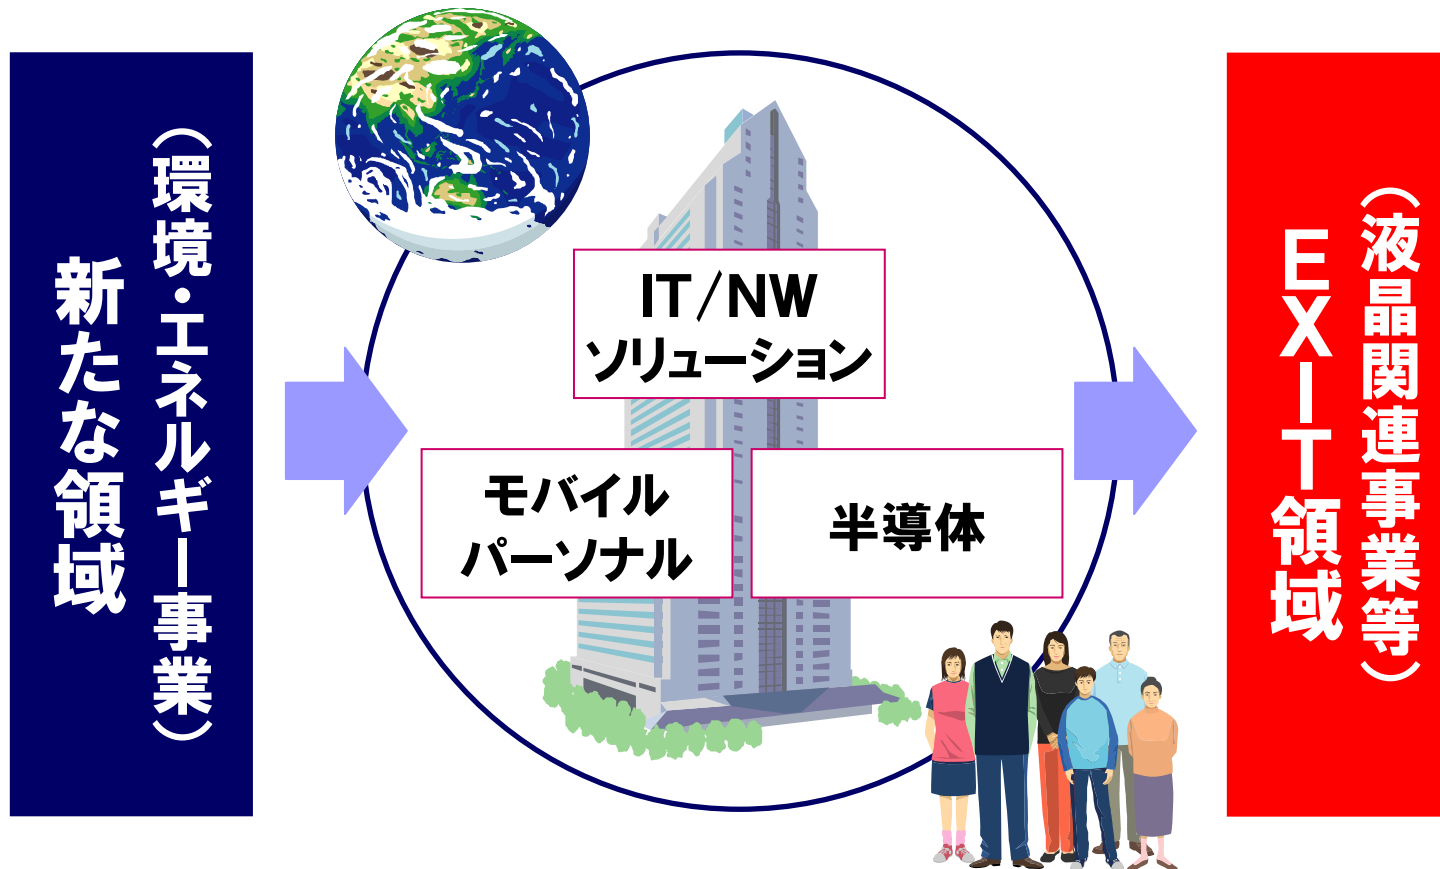 新たな領域
(環境・エネルギー事業)
IT/NW
ソリューション
モバイル
パーソナル
半導体
EXIT領域
(液晶関連事業等)